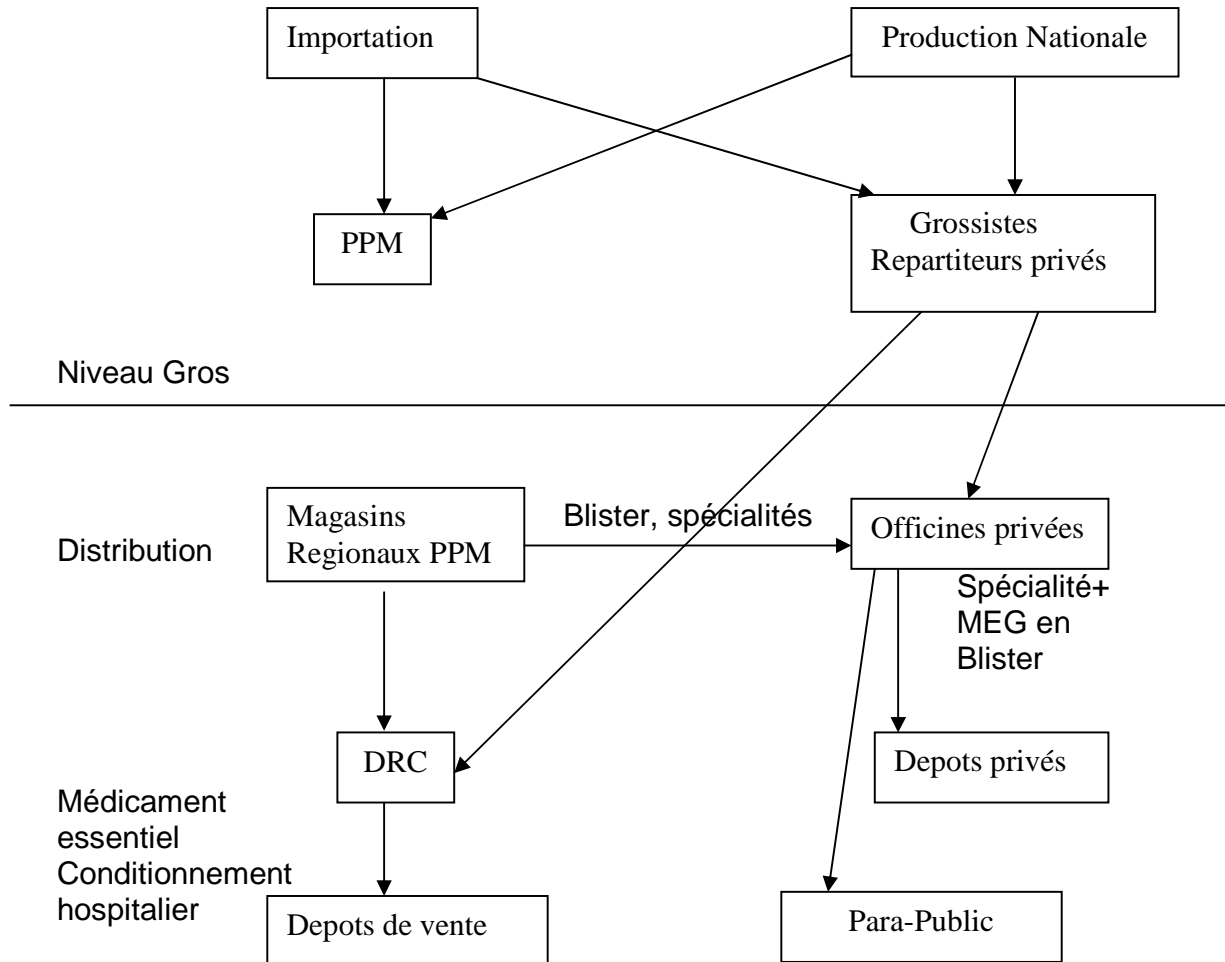 Importation
Production Nationale
PPM
Grossistes
Repartiteurs privés
Niveau Gros
Distribution
Magasins
Regionaux PPM
Blister, spécialités
Officines privées
Spécialité+
MEG en
Blister
DRC
Depots privés
Médicament
essentiel
Conditionnement
hospitalier
Depots de vente
Para-Public